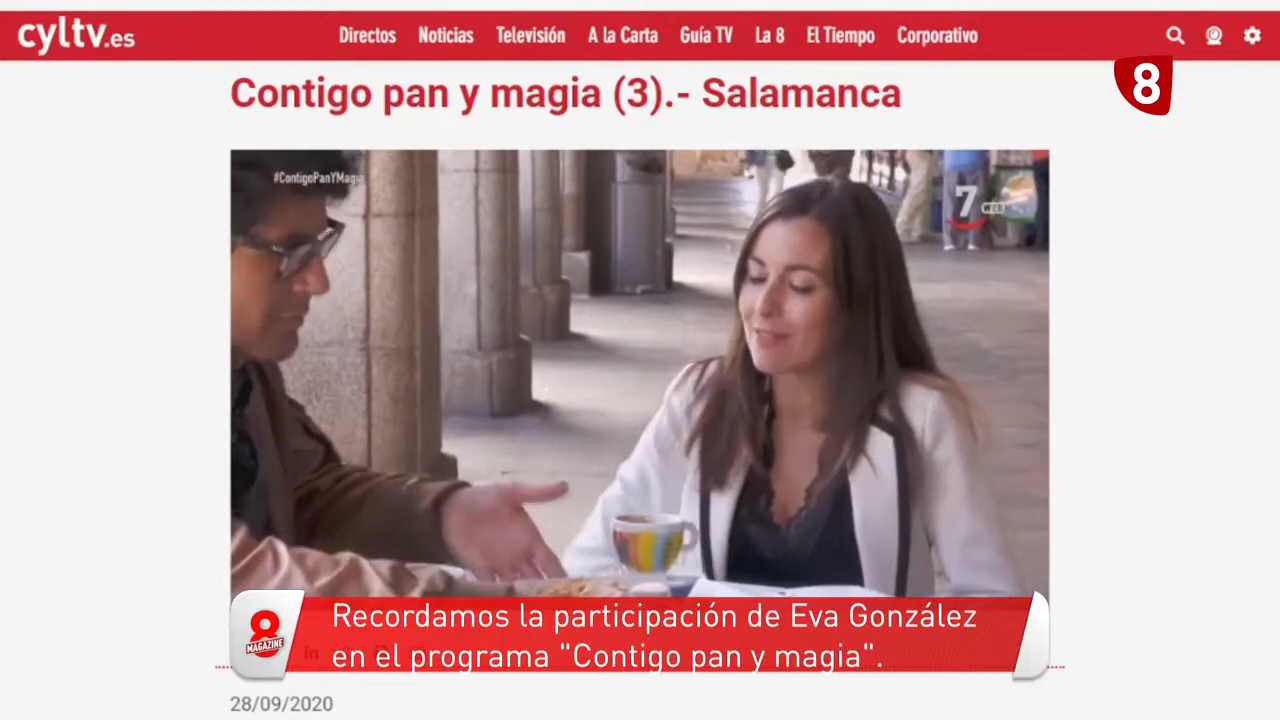 cyltv.es
Directos Noticias Televisión A la Carta Guía TV La 8 El Tiempo Corporativo
8
Contigo pan y magia (3).- Salamanca
#ContigoPanYMagia
7
WEB
8
MAGAZINE
Recordamos la participación de Eva González
en el programa "Contigo pan y magia".
28/09/2020